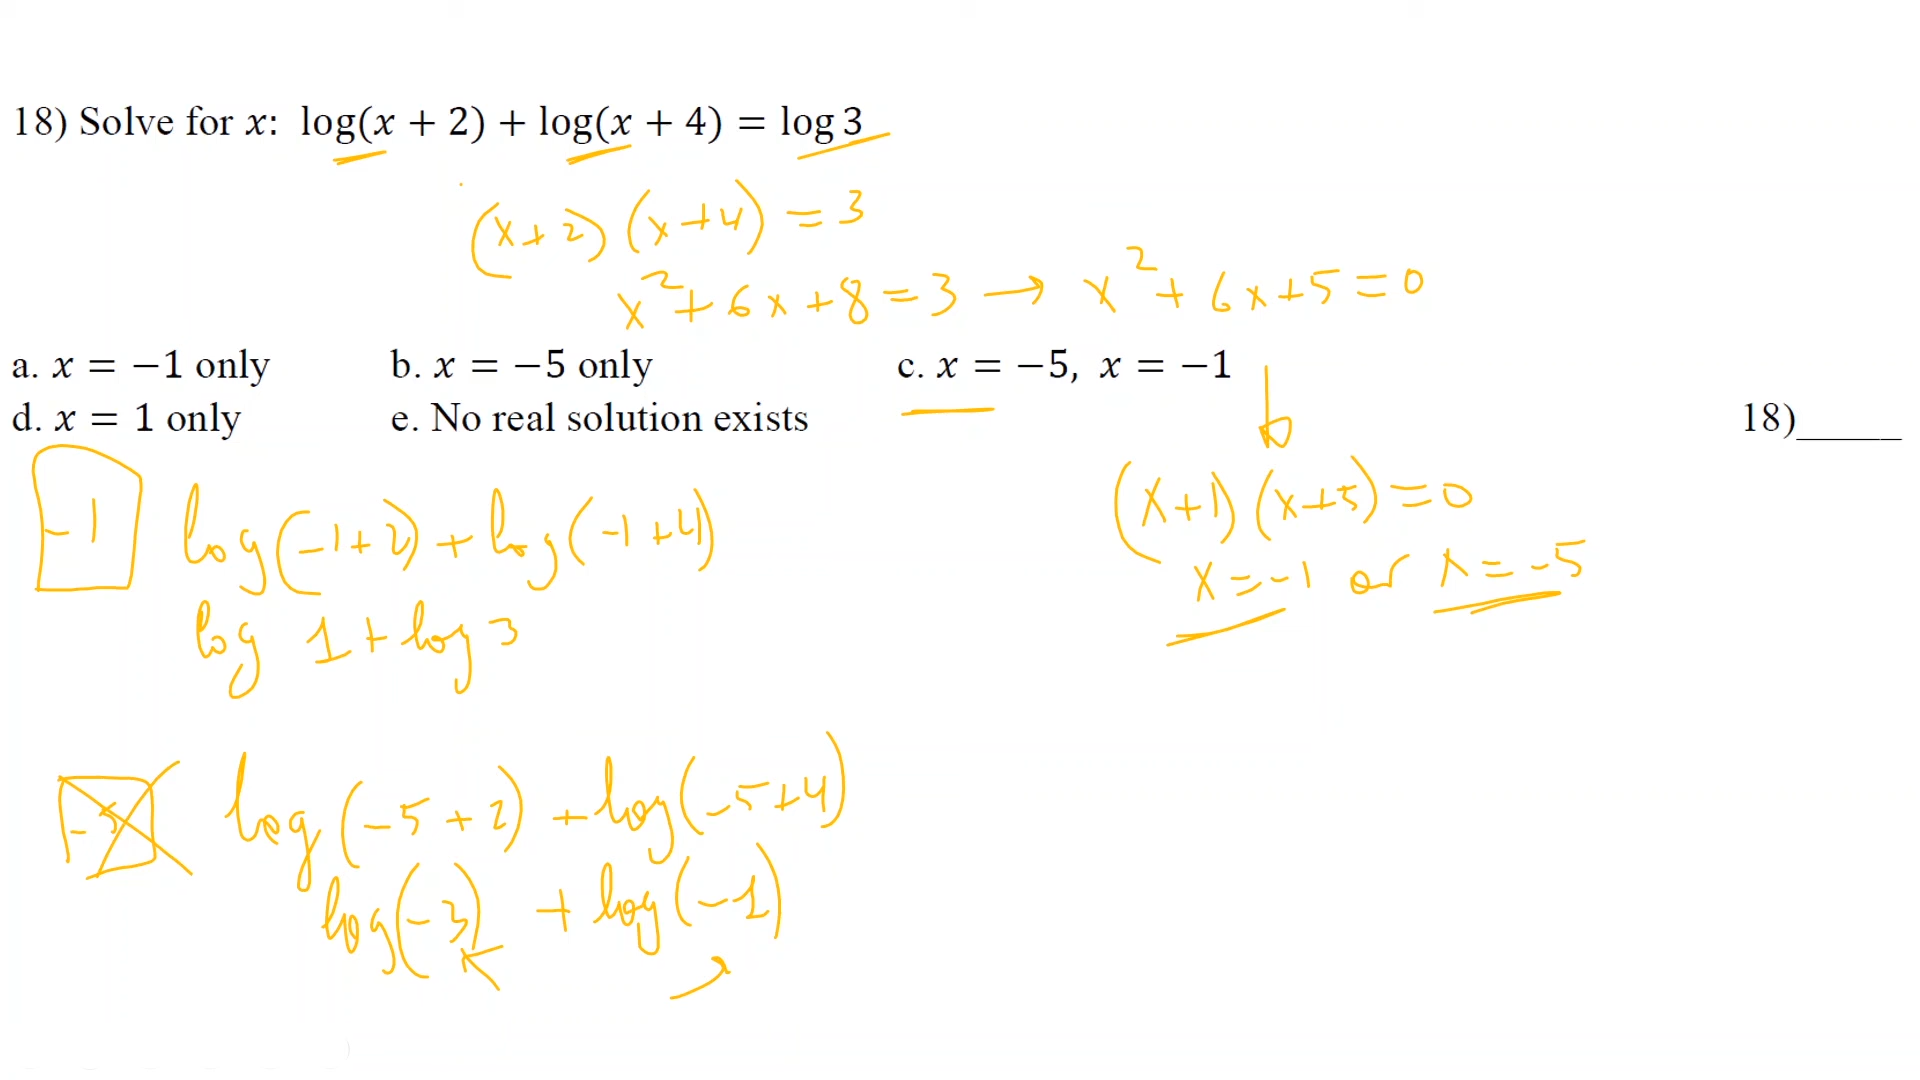 18) Solve for x: log(x + 2) + log(x + 4) = log 3
(x+2) (x+4) = 3
x²+6x+8=3 → x²+6x+5=0
a. x = −1 only b. x = −5 only c. x = −5, x = −1
d. x = 1 only e. No real solution exists 18)_____
(x+1) (x+5)=0
x=-1 or x=-5
-1 log(-1+2)+log(-1+4)
log 1+log 3
-5 log(-5+2)+log(-5+4)
log(-3) + log(-1)